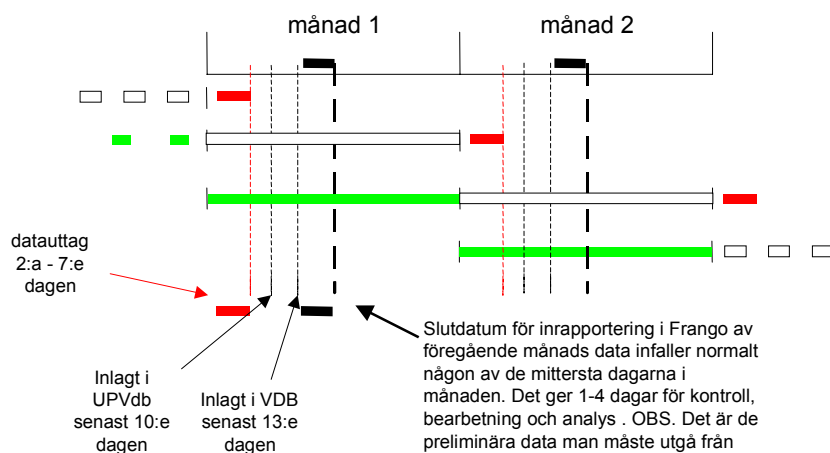 månad 1
månad 2
datauttag
2:a - 7:e
dagen
Inlagt i
UPVdb
senast 10:e
dagen
Inlagt i VDB
senast 13:e
dagen
Slutdatum för inrapportering i Frango av
föregående månads data infaller normalt
någon av de mittersta dagarna i
månaden. Det ger 1-4 dagar för kontroll,
bearbetning och analys . OBS. Det är de
preliminära data man måste utgå från